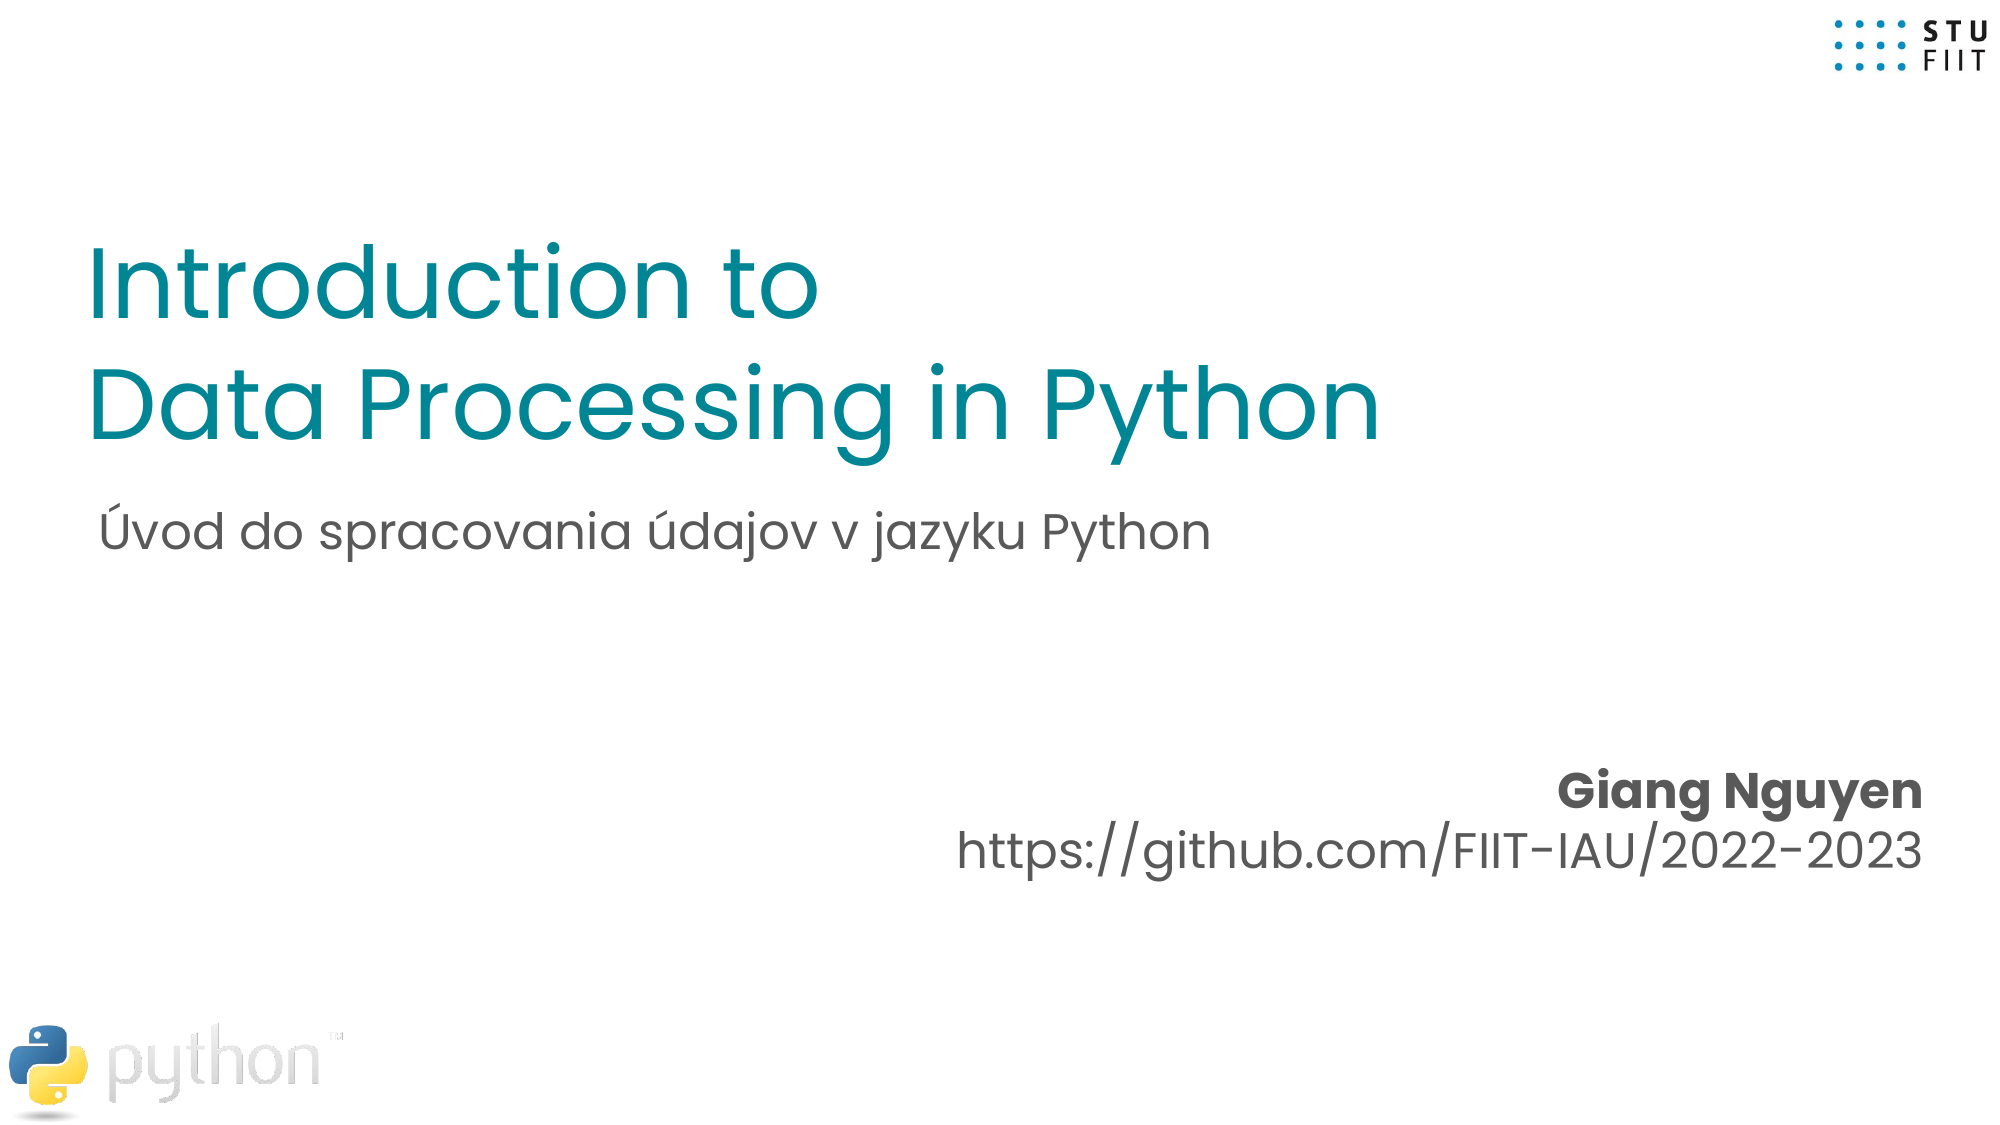 STU
FIIT
Introduction to
Data Processing in Python
Úvod do spracovania údajov v jazyku Python
Giang Nguyen
https://github.com/FIIT-IAU/2022-2023
python™